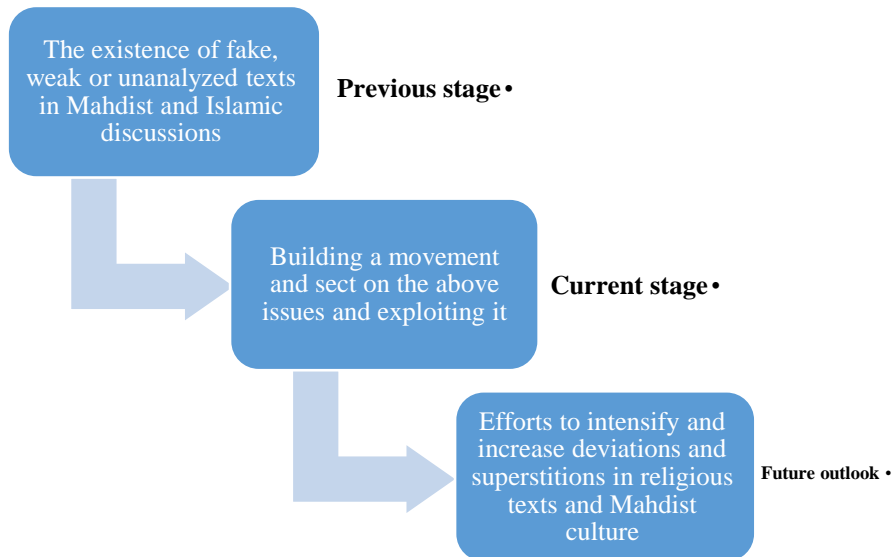 The existence of fake,
weak or unanalyzed texts
in Mahdist and Islamic
discussions
Previous stage •
Building a movement
and sect on the above
issues and exploiting it
Current stage •
Efforts to intensify and
increase deviations and
superstitions in religious
texts and Mahdist
culture
Future outlook •